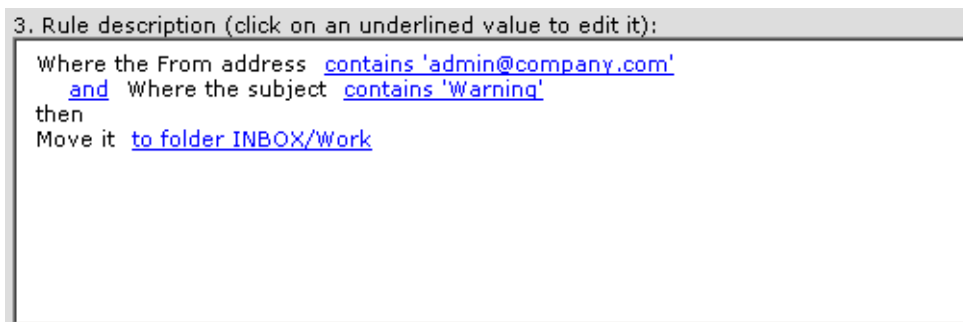 3. Rule description (click on an underlined value to edit it):
Where the From address contains 'admin@company.com'
and Where the subject contains 'Warning'
then
Move it to folder INBOX/Work